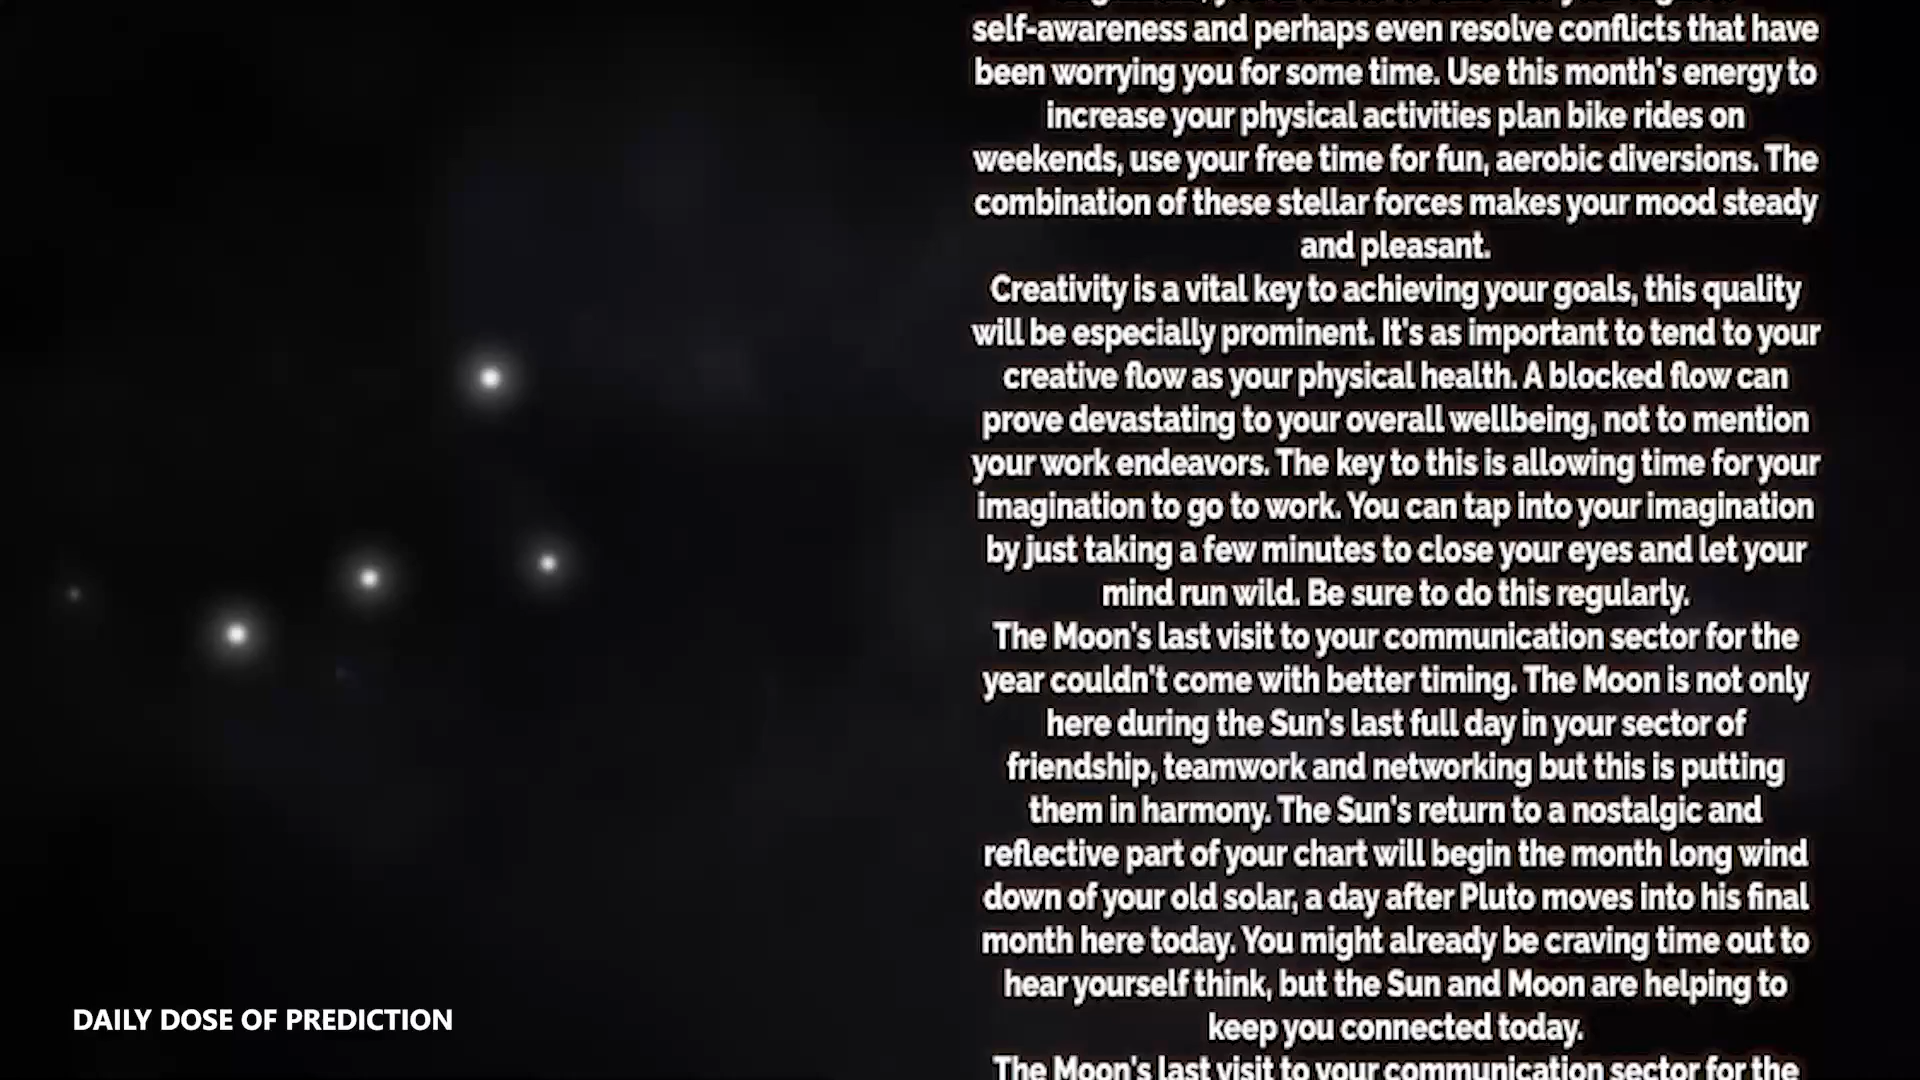 self-awareness and perhaps even resolve conflicts that have
been worrying you for some time. Use this month's energy to
increase your physical activities plan bike rides on
weekends, use your free time for fun, aerobic diversions. The
combination of these stellar forces makes your mood steady
and pleasant.
Creativity is a vital key to achieving your goals, this quality
will be especially prominent. It's as important to tend to your
creative flow as your physical health. A blocked flow can
prove devastating to your overall wellbeing, not to mention
your work endeavors. The key to this is allowing time for your
imagination to go to work. You can tap into your imagination
by just taking a few minutes to close your eyes and let your
mind run wild. Be sure to do this regularly.
The Moon's last visit to your communication sector for the
year couldn't come with better timing. The Moon is not only
here during the Sun's last full day in your sector of
friendship, teamwork and networking but this is putting
them in harmony. The Sun's return to a nostalgic and
reflective part of your chart will begin the month long wind
down of your old solar, a day after Pluto moves into his final
month here today. You might already be craving time out to
hear yourself think, but the Sun and Moon are helping to
keep you connected today.
The Moon's last visit to your communication sector for the
DAILY DOSE OF PREDICTION